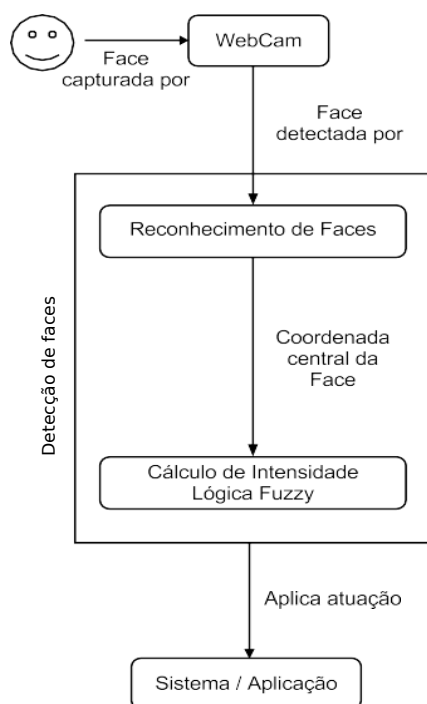 WebCam
Face
capturada por
Face
detectada por
Detecção de faces
Reconhecimento de Faces
Coordenada
central da
Face
Cálculo de Intensidade
Lógica Fuzzy
Aplica atuação
Sistema / Aplicação